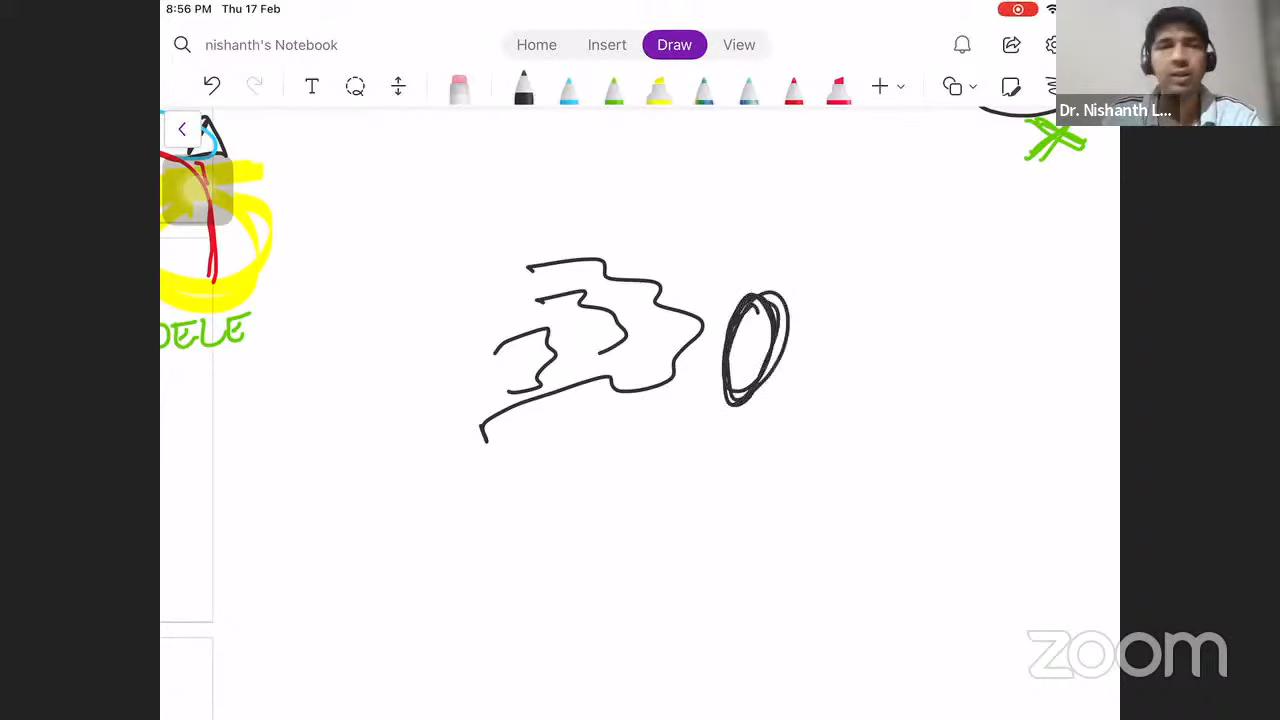 8:56 PM Thu 17 Feb
nishanth's Notebook
Home Insert Draw View
T
Dr. Nishanth L...
DELE
zoom